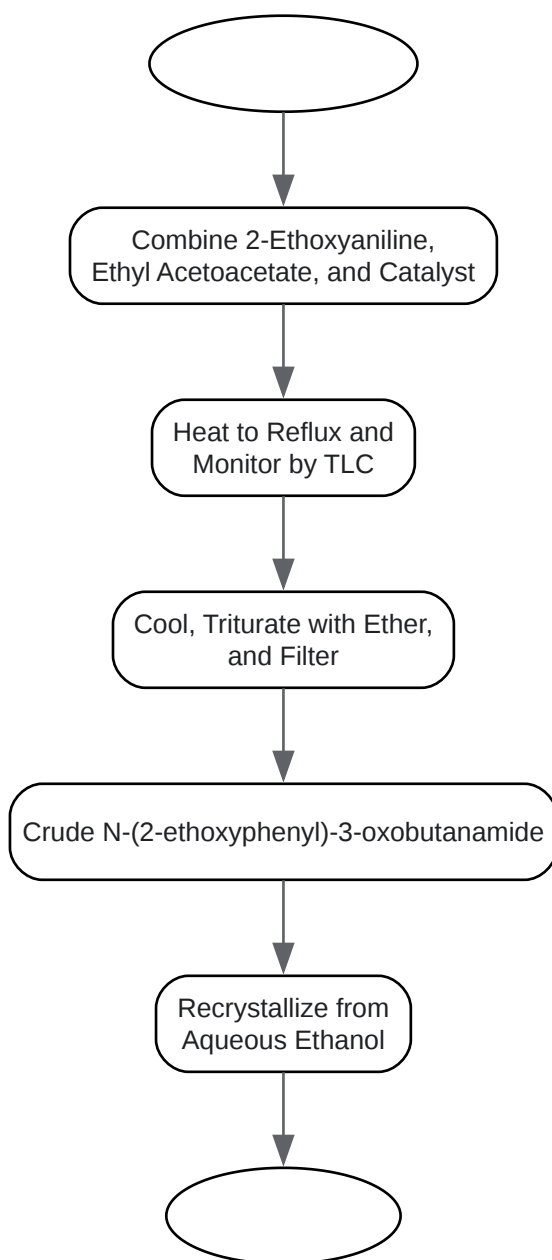 Combine 2-Ethoxyaniline,
Ethyl Acetoacetate, and Catalyst
Heat to Reflux and
Monitor by TLC
Cool, Triturate with Ether,
and Filter
Crude N-(2-ethoxyphenyl)-3-oxobutanamide
Recrystallize from
Aqueous Ethanol